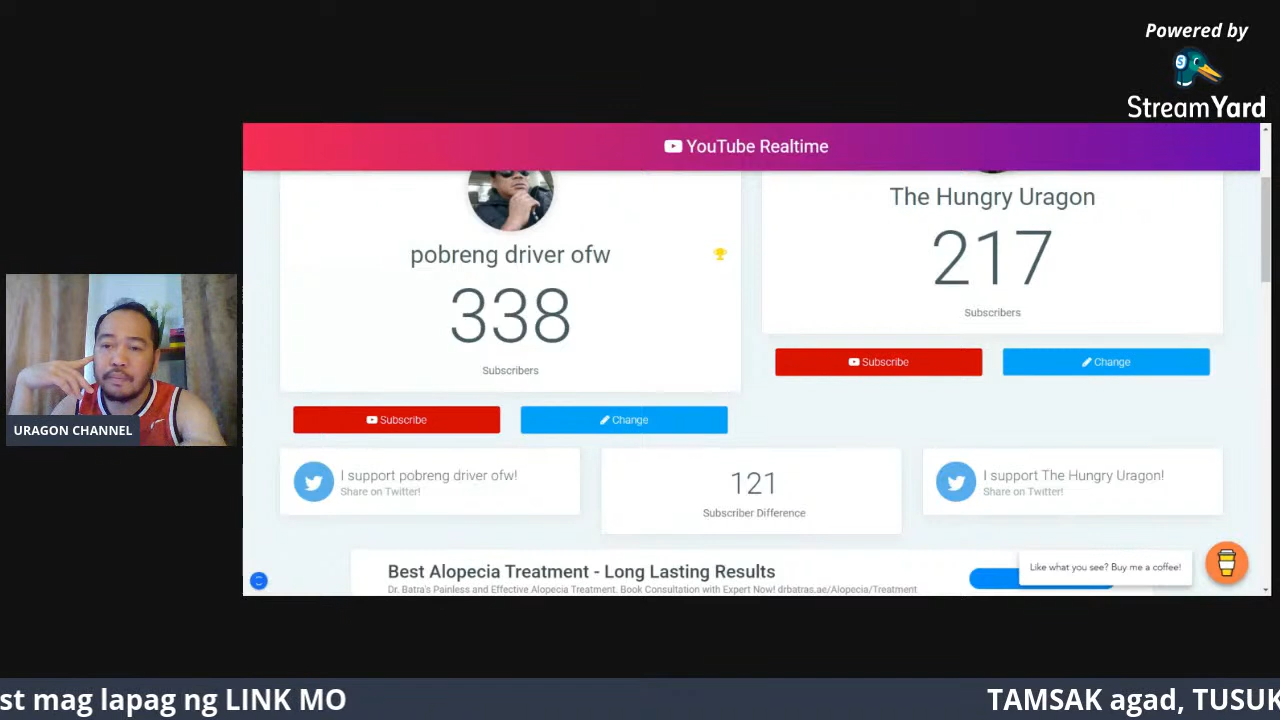 Powered by
StreamYard
YouTube Realtime
pobreng driver ofw
338
Subscribers
Subscribe
Change
The Hungry Uragon
217
Subscribers
Subscribe
Change
URAGON CHANNEL
I support pobreng driver ofw!
Share on Twitter!
121
Subscriber Difference
I support The Hungry Uragon!
Share on Twitter!
Best Alopecia Treatment - Long Lasting Results
Dr. Batra's Painless and Effective Alopecia Treatment. Book Consultation with Expert Now! drbatras.ae/Alopecia/Treatment
Like what you see? Buy me a coffee!
st mag lapag ng LINK MO
TAMSAK agad, TUSUK